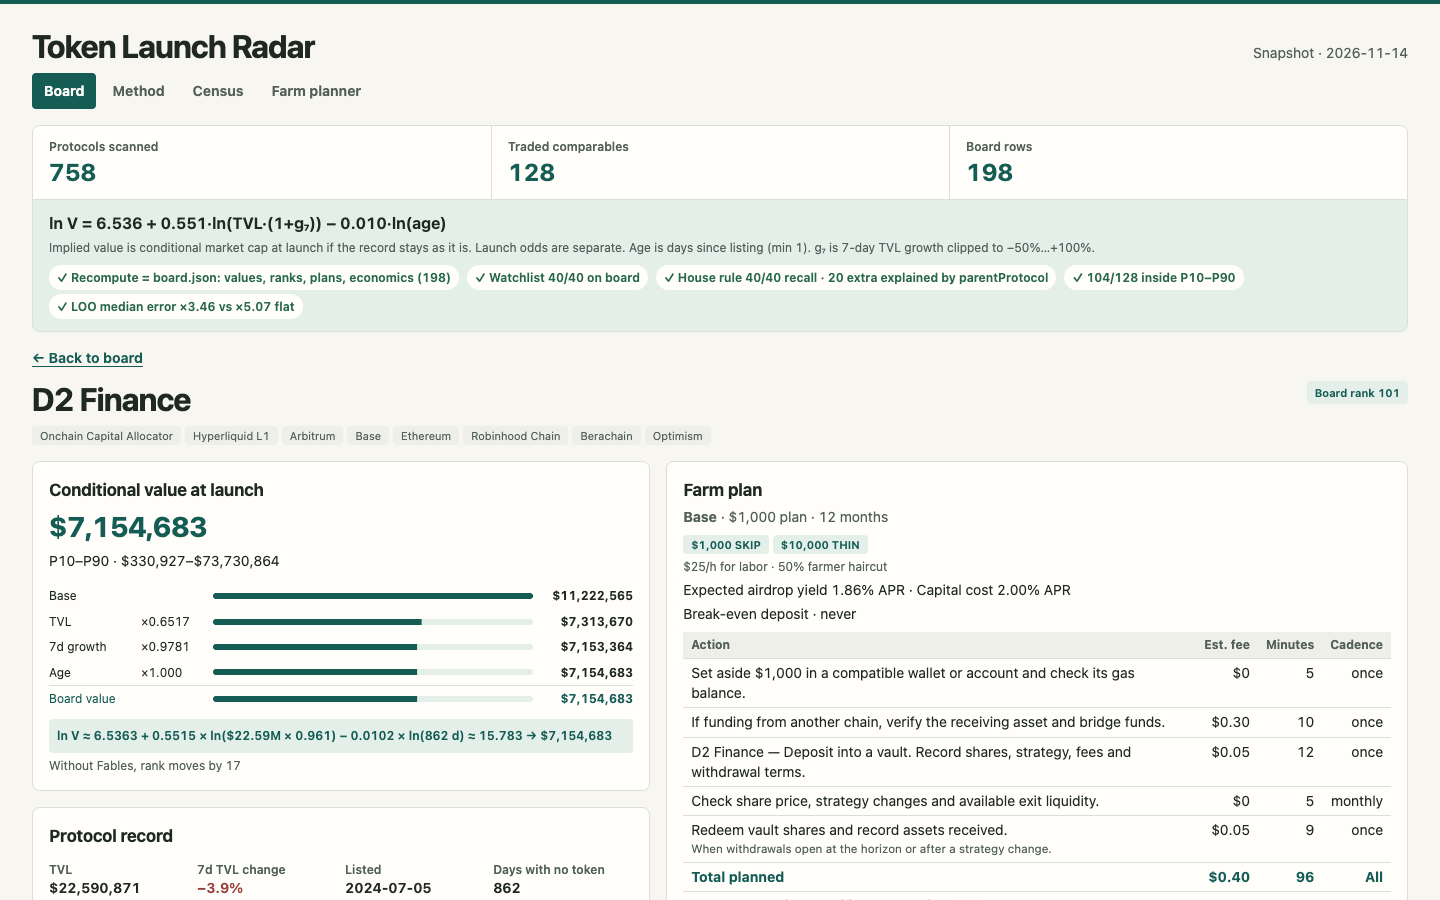 Token Launch Radar
Snapshot · 2026-11-14
Board
Method
Census
Farm planner
Protocols scanned
758
Traded comparables
128
Board rows
198
ln V = 6.536 + 0.551·ln(TVL·(1+g₇)) − 0.010·ln(age)
Implied value is conditional market cap at launch if the record stays as it is. Launch odds are separate. Age is days since listing (min 1). g₇ is 7-day TVL growth clipped to −50%...+100%.
✓ Recompute = board.json: values, ranks, plans, economics (198)
✓ Watchlist 40/40 on board
✓ House rule 40/40 recall · 20 extra explained by parentProtocol
✓ 104/128 inside P10–P90
✓ LOO median error ×3.46 vs ×5.07 flat
← Back to board
D2 Finance
Board rank 101
Onchain Capital Allocator
Hyperliquid L1
Arbitrum
Base
Ethereum
Robinhood Chain
Berachain
Optimism
Conditional value at launch
$7,154,683
P10–P90 · $330,927–$73,730,864
Base $11,222,565
TVL ×0.6517 $7,313,670
7d growth ×0.9781 $7,153,364
Age ×1.000 $7,154,683
Board value $7,154,683
ln V ≈ 6.5363 + 0.5515 × ln($22.59M × 0.961) − 0.0102 × ln(862 d) ≈ 15.783 → $7,154,683
Without Fables, rank moves by 17
Protocol record
TVL
7d TVL change
Listed
Days with no token
$22,590,871
−3.9%
2024-07-05
862
Farm plan
Base · $1,000 plan · 12 months
$1,000 SKIP
$10,000 THIN
$25/h for labor · 50% farmer haircut
Expected airdrop yield 1.86% APR · Capital cost 2.00% APR
Break-even deposit · never
Action Est. fee Minutes Cadence
Set aside $1,000 in a compatible wallet or account and check its gas
balance.
$0 5 once
If funding from another chain, verify the receiving asset and bridge funds. $0.30 10 once
D2 Finance — Deposit into a vault. Record shares, strategy, fees and
withdrawal terms.
$0.05 12 once
Check share price, strategy changes and available exit liquidity. $0 5 monthly
Redeem vault shares and record assets received. $0.05 9 once
When withdrawals open at the horizon or after a strategy change.
Total planned $0.40 96 All